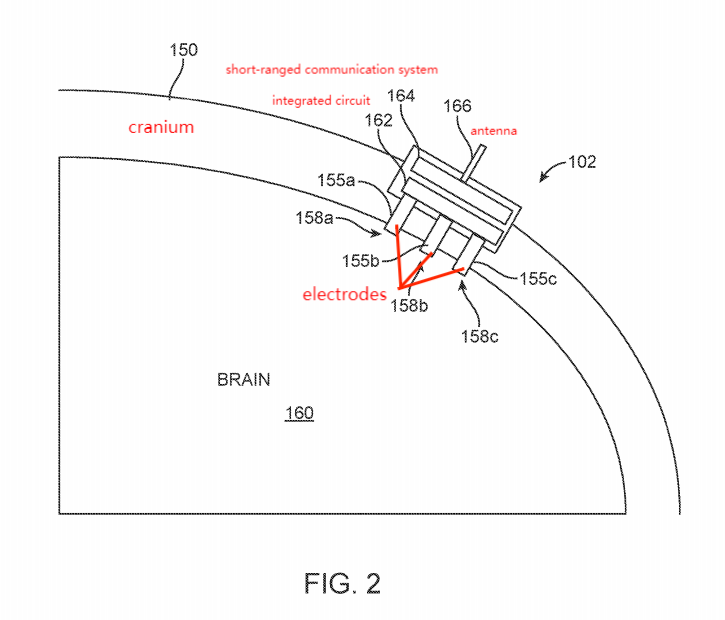 150
short-ranged communication system
integrated circuit
164
166
162
antenna
cranium
102
155a
158a
155b
155c
electrodes
158b
158c
BRAIN
160
FIG. 2